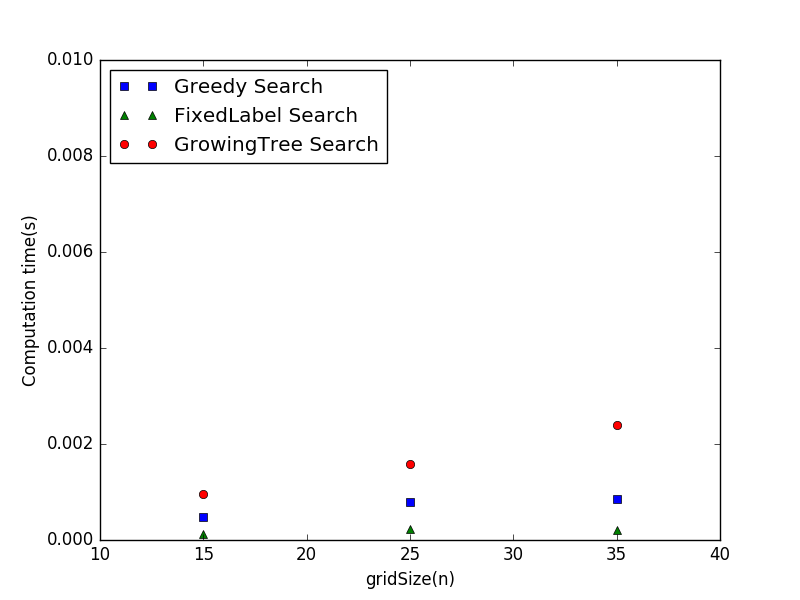 0.010
Greedy Search
FixedLabel Search
GrowingTree Search
0.008
0.006
0.004
0.002
0.000
Computation time(s)
10 15 20 25 30 35 40
gridSize(n)